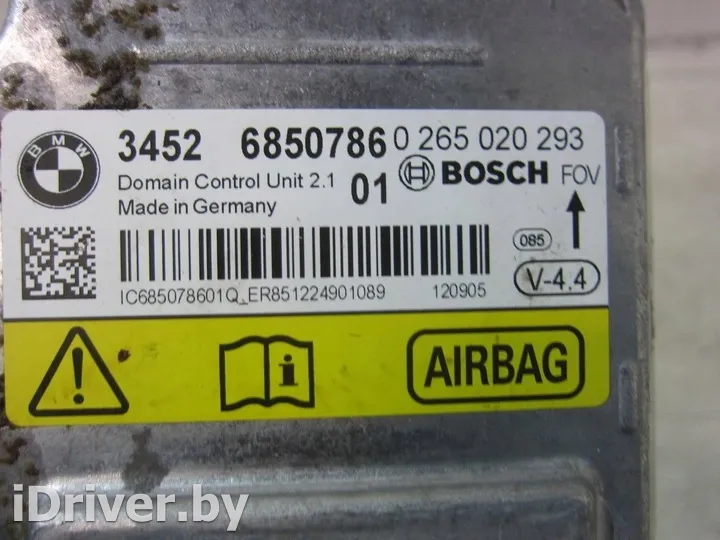 BMW
3452 6850786 0 265 020 293
Domain Control Unit 2.1 01 BOSCH FOV
Made in Germany
085
V-4.4
IC685078601Q_ER851224901089 120905
i AIRBAG
iDriver.by